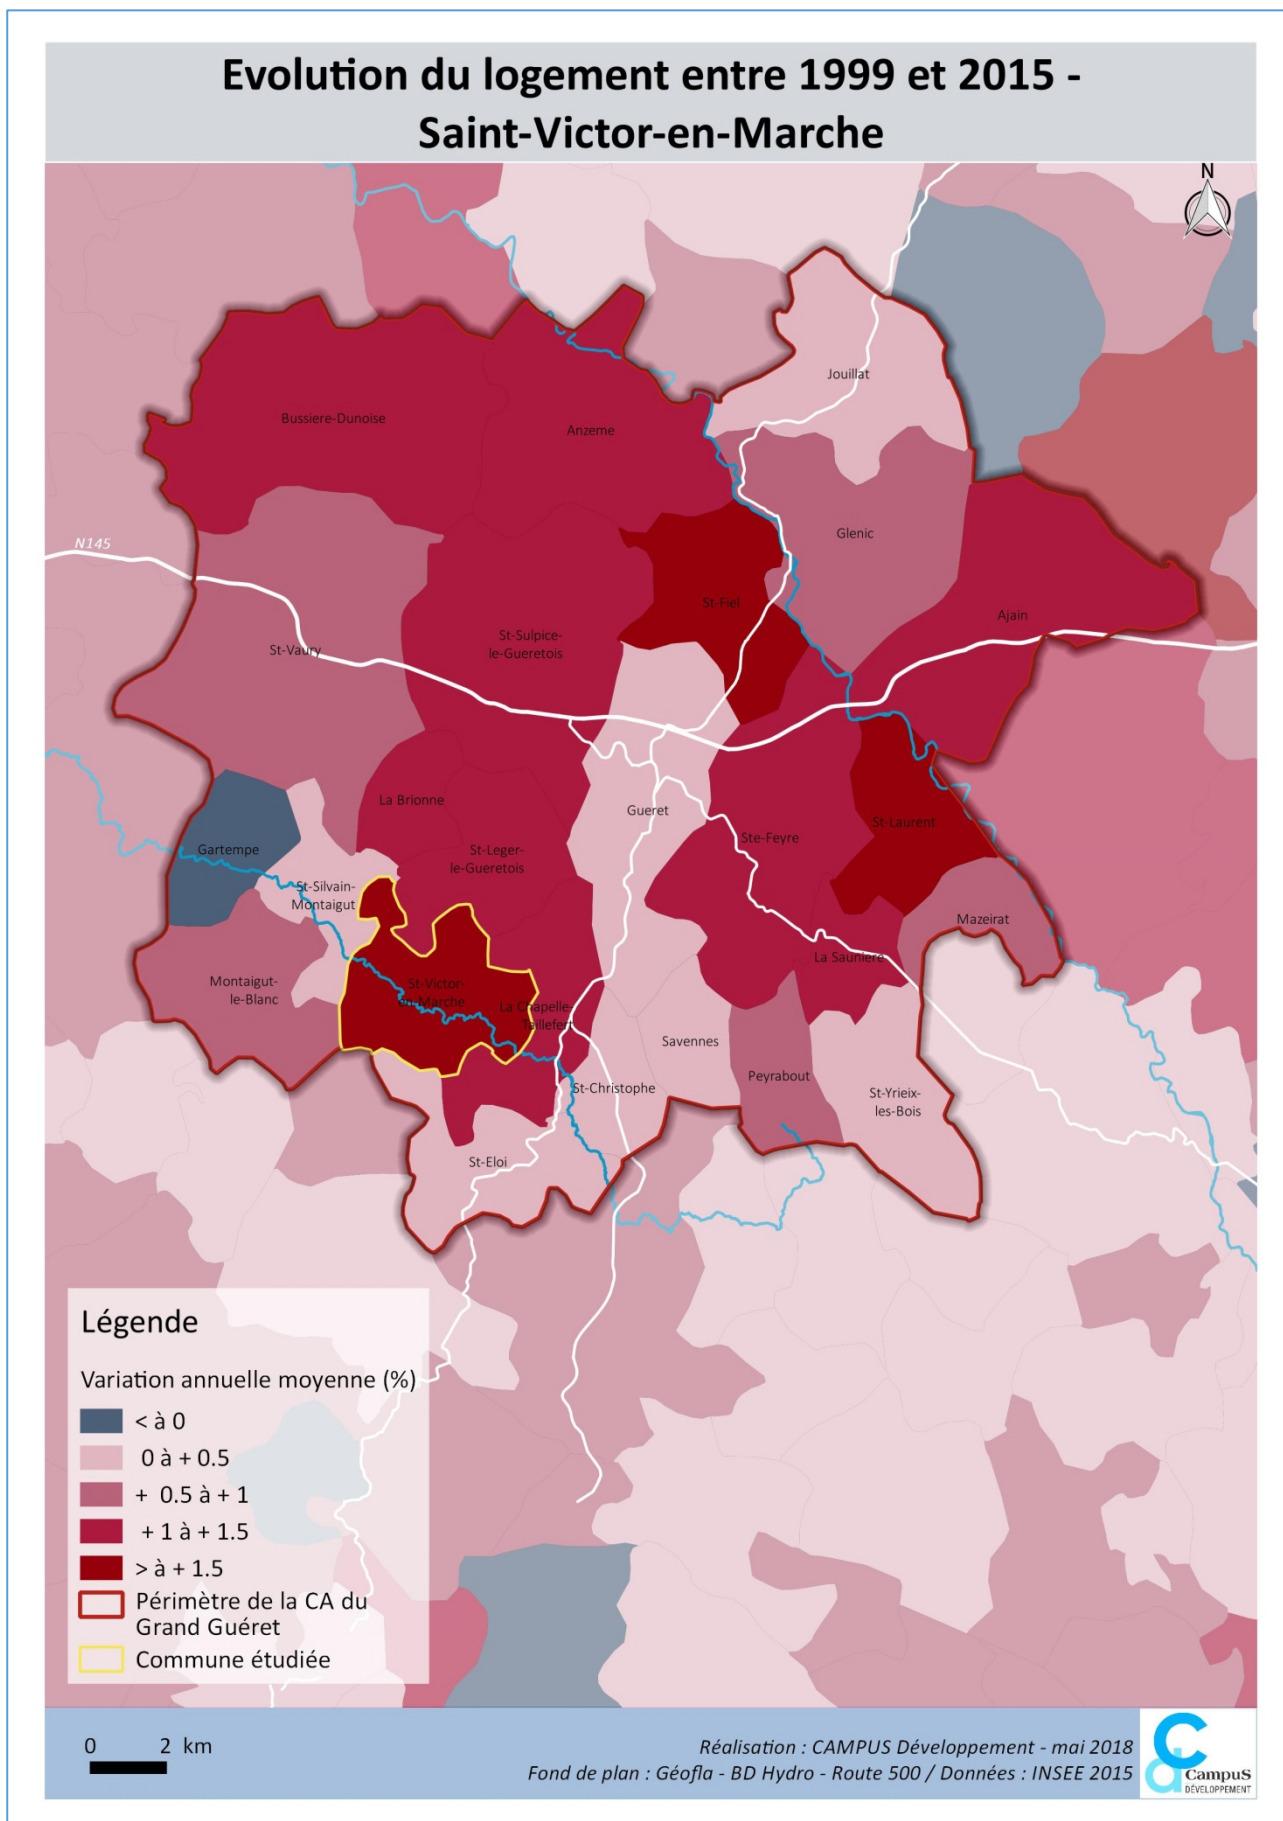 Evolution du logement entre 1999 et 2015 -
Saint-Victor-en-Marche
N
Jouillat
Bussiere-Dunoise
Anzeme
N145
Glenic
St-Fiel
Ajain
St-Sulpice-
le-Gueretois
St-Vaury
La Brionne
Gueret
St-Laurent
Ste-Feyre
Gartempe
St-Leger-
le-Gueretois
St-Silvain-
Montaigut
Mazeirat
La Sauniere
Montaigut-
le-Blanc
St-Victor-
en-Marche
La Chapelle-
Taillefert
Savennes
Peyrabout
St-Christophe
St-Yrieix-
les-Bois
St-Eloi
Légende
Variation annuelle moyenne (%)
< à 0
0 à + 0.5
+ 0.5 à + 1
+ 1 à + 1.5
> à + 1.5
Périmètre de la CA du
Grand Guéret
Commune étudiée
0 2 km
Réalisation : CAMPUS Développement - mai 2018
Fond de plan : Géofla - BD Hydro - Route 500 / Données : INSEE 2015
Campus
DÉVELOPPEMENT